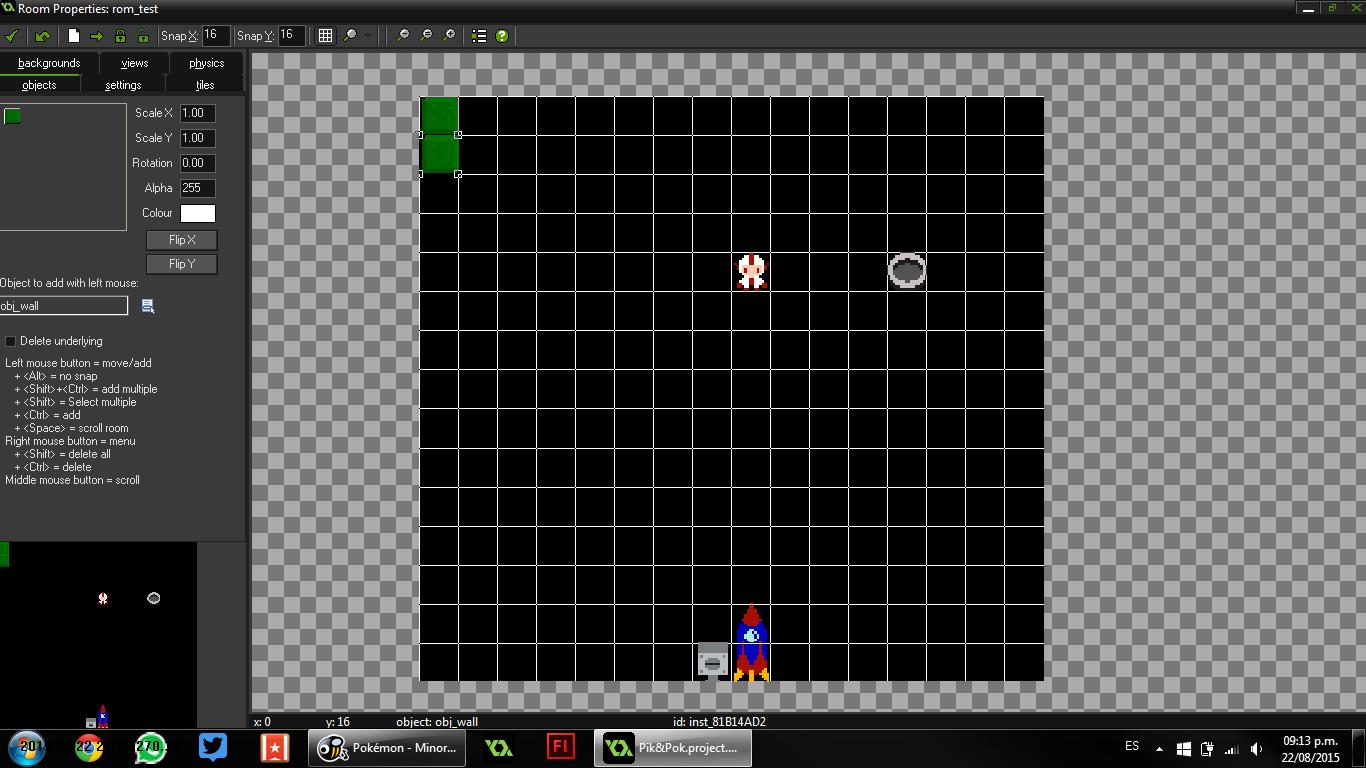 Room Properties: rom_test
Snap X: 16 Snap Y: 16
backgrounds views physics
objects settings tiles
Scale X 1.00
Scale Y 1.00
Rotation 0.00
Alpha 255
Colour
Flip X
Flip Y
Object to add with left mouse:
obj_wall
Delete underlying
Left mouse button = move/add
+ <Alt> = no snap
+ <Shift>+<Ctrl> = add multiple
+ <Shift> = Select multiple
+ <Ctrl> = add
+ <Space> = scroll room
Right mouse button = menu
+ <Shift> = delete all
+ <Ctrl> = delete
Middle mouse button = scroll
x: 0 y: 16 object: obj_wall id: inst_81B14AD2
Pokémon - Minor...
Fl
Pik&Pok.project....
ES
09:13 p.m.
22/08/2015